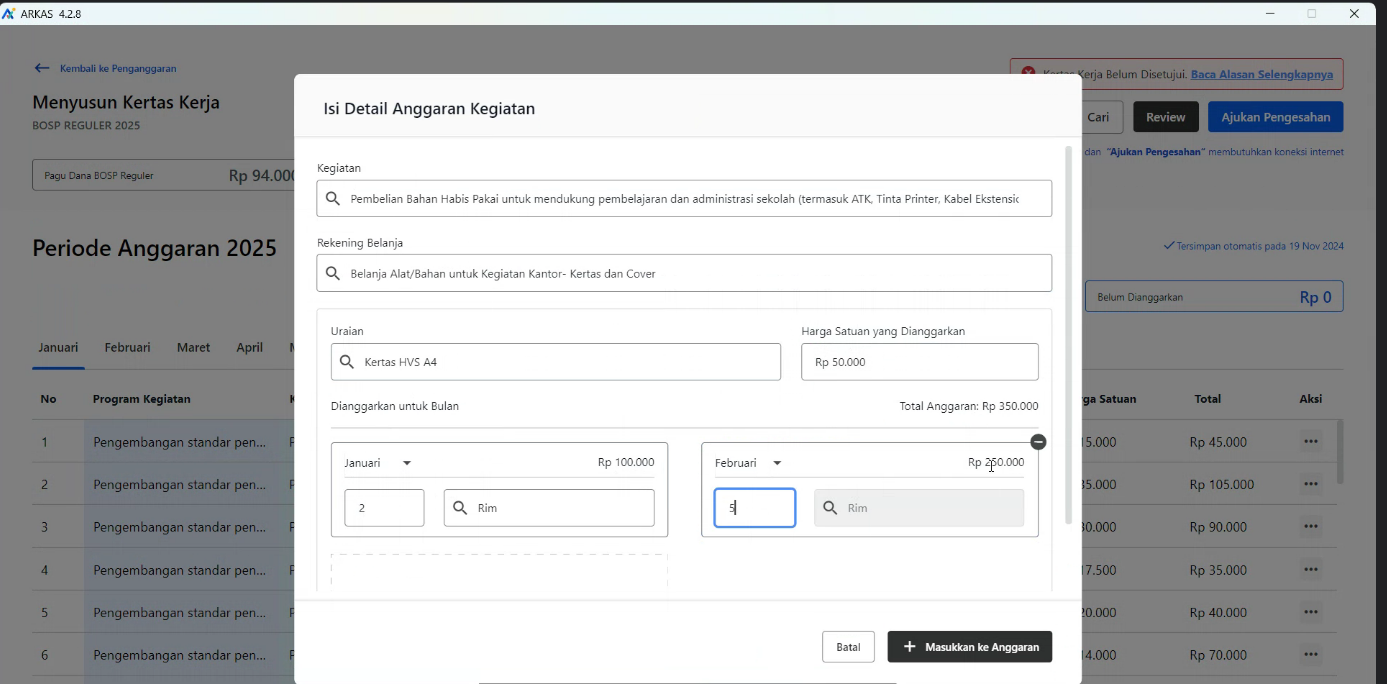 ARKAS 4.2.8
Kembali ke Penganggaran
Menyusun Kertas Kerja
BOSP REGULER 2025
Kertas Kerja Belum Disetujui. Baca Alasan Selengkapnya
Cari
Review
Ajukan Pengesahan
dan "Ajukan Pengesahan" membutuhkan koneksi internet
Pagu Dana BOSP Reguler Rp 94.000
Periode Anggaran 2025
Tersimpan otomatis pada 19 Nov 2024
Belum Dianggarkan Rp 0
Januari Februari Maret April
No Program Kegiatan
Satuan Total Aksi
1 Pengembangan standar pen... 5.000 Rp 45.000
2 Pengembangan standar pen... 5.000 Rp 105.000
3 Pengembangan standar pen... 0.000 Rp 90.000
4 Pengembangan standar pen... 7.500 Rp 35.000
5 Pengembangan standar pen... 0.000 Rp 40.000
6 Pengembangan standar pen... 4.000 Rp 70.000
Isi Detail Anggaran Kegiatan
Kegiatan
Pembelian Bahan Habis Pakai untuk mendukung pembelajaran dan administrasi sekolah (termasuk ATK, Tinta Printer, Kabel Ekstensic
Rekening Belanja
Belanja Alat/Bahan untuk Kegiatan Kantor- Kertas dan Cover
Uraian
Kertas HVS A4
Harga Satuan yang Dianggarkan
Rp 50.000
Dianggarkan untuk Bulan
Total Anggaran: Rp 350.000
Januari Rp 100.000
2 Rim
Februari Rp 250.000
5 Rim
Batal
+ Masukkan ke Anggaran